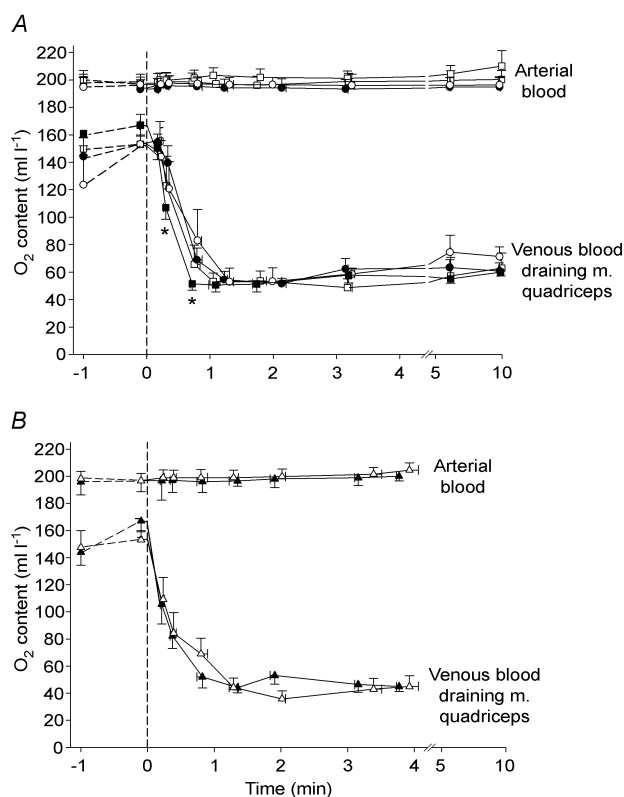 A
O2 content (ml l-1)
220
200
180
160
140
120
100
80
60
40
20
0
Arterial
blood
*
*
Venous blood
draining m.
quadriceps
-1 0 1 2 3 4 5 10
B
O2 content (ml l-1)
220
200
180
160
140
120
100
80
60
40
20
0
Arterial
blood
Venous blood
draining m.
quadriceps
-1 0 1 2 3 4 5 10
Time (min)